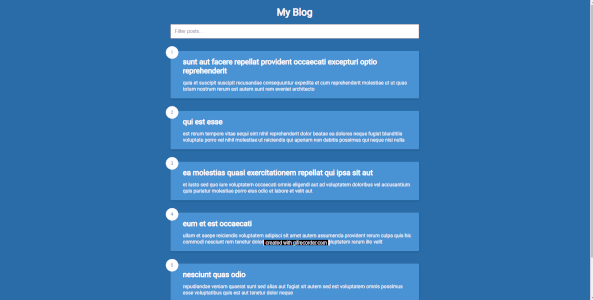 My Blog
Filter posts..
1
sunt aut facere repellat provident occaecati excepturi optio
reprehenderit
quia et suscipit suscipit recusandae consequuntur expedita et cum reprehenderit molestiae ut ut quas
totam nostrum rerum est autem sunt rem eveniet architecto
2
qui est esse
est rerum tempore vitae sequi sint nihil reprehenderit dolor beatae ea dolores neque fugiat blanditiis
voluptate porro vel nihil molestiae ut reiciendis qui aperiam non debitis possimus qui neque nisi nulla
3
ea molestias quasi exercitationem repellat qui ipsa sit aut
et iusto sed quo iure voluptatem occaecati omnis eligendi aut ad voluptatem doloribus vel accusantium
quis pariatur molestiae porro eius odio et labore et velit aut
4
eum et est occaecati
ullam et saepe reiciendis voluptatem adipisci sit amet autem assumenda provident rerum culpa quis hic
commodi nesciunt rem tenetur dolor created with gifrecorder.com uptatem rerum illo velit
5
nesciunt quas odio
repudiandae veniam quaerat sunt sed alias aut fugiat sit autem sed est voluptatem omnis possimus
esse voluptatibus quis est aut tenetur dolor neque